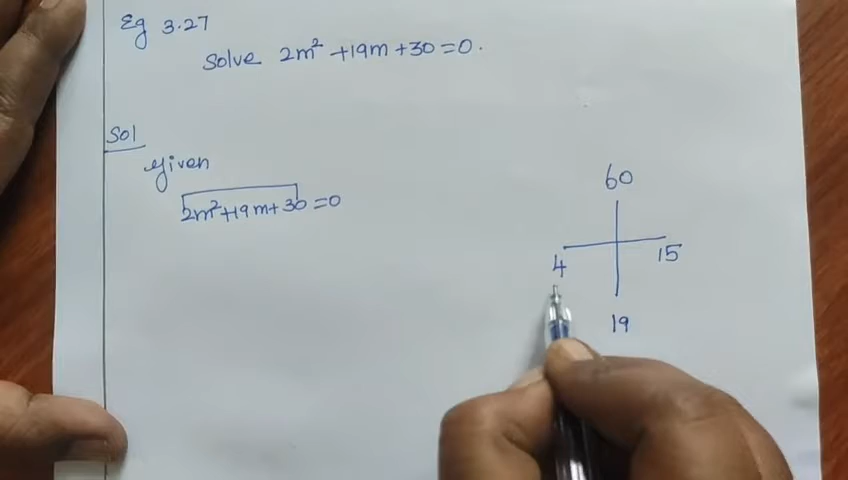 Eg 3.27
Solve 2m² + 19m + 30 = 0.
Sol
Given
2m² + 19m + 30 = 0
60
4 15
19